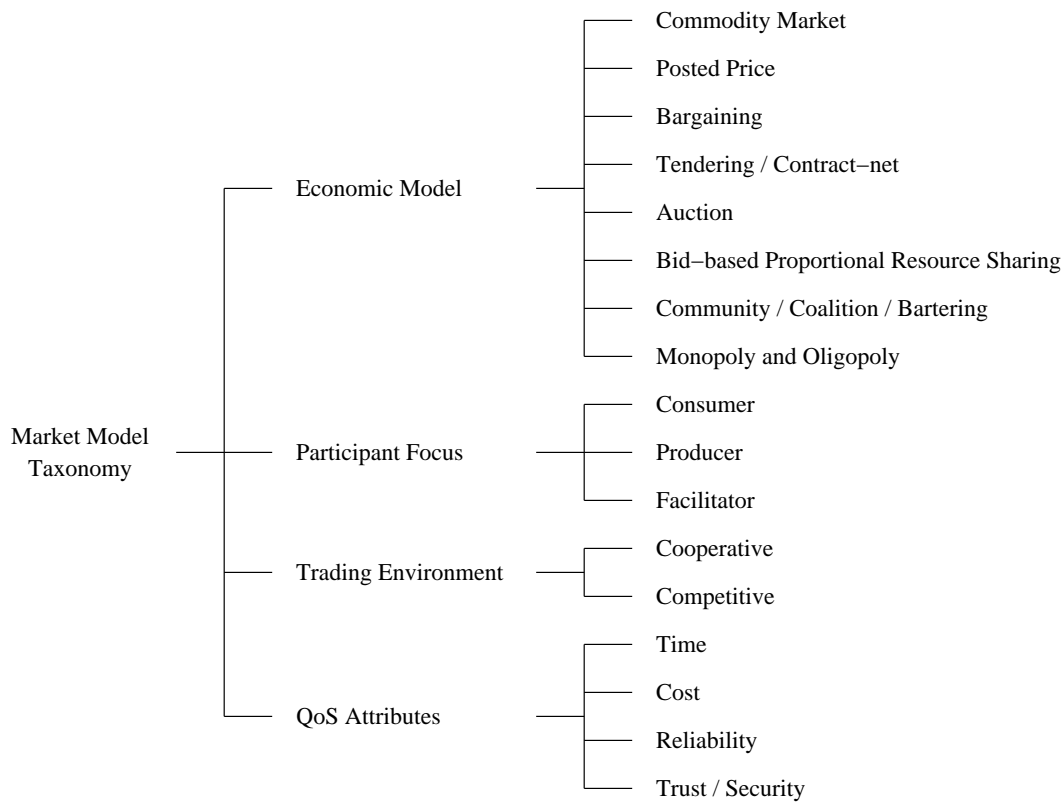 Market Model
Taxonomy
Economic Model
Commodity Market
Posted Price
Bargaining
Tendering / Contract−net
Auction
Bid−based Proportional Resource Sharing
Community / Coalition / Bartering
Monopoly and Oligopoly
Participant Focus
Consumer
Producer
Facilitator
Trading Environment
Cooperative
Competitive
QoS Attributes
Time
Cost
Reliability
Trust / Security